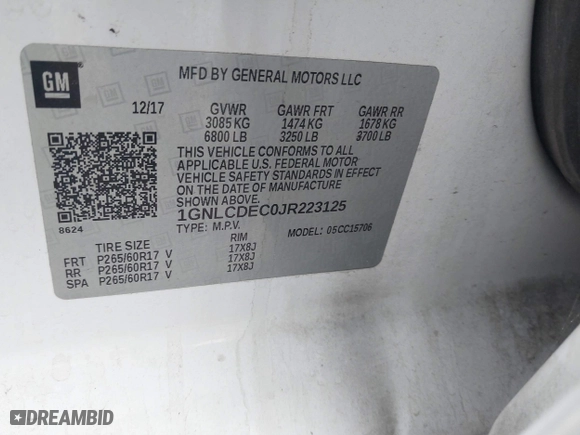 GM
MFD BY GENERAL MOTORS LLC
12/17 GVWR GAWR FRT GAWR RR
3085 KG 1474 KG 1678 KG
6800 LB 3250 LB 3700 LB
THIS VEHICLE CONFORMS TO ALL
APPLICABLE U.S. FEDERAL MOTOR
VEHICLE SAFETY STANDARDS IN
EFFECT ON THE DATE OF MANUFACTURE
SHOWN ABOVE.
8624
1GNLCDEC0JR223125
TYPE: M.P.V. MODEL: 05CC15706
TIRE SIZE RIM
FRT P265/60R17 V 17X8J
RR P265/60R17 V 17X8J
SPA P265/60R17 V 17X8J
DREAMBID